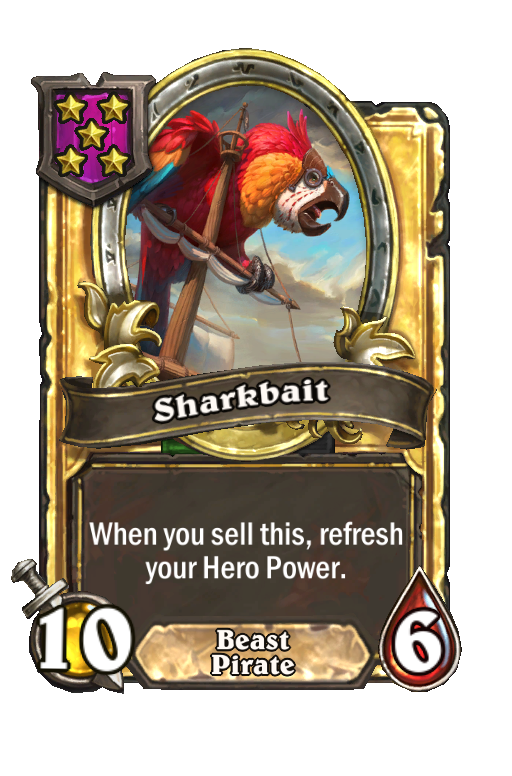 Sharkbait
When you sell this, refresh
your Hero Power.
10
Beast
Pirate
6